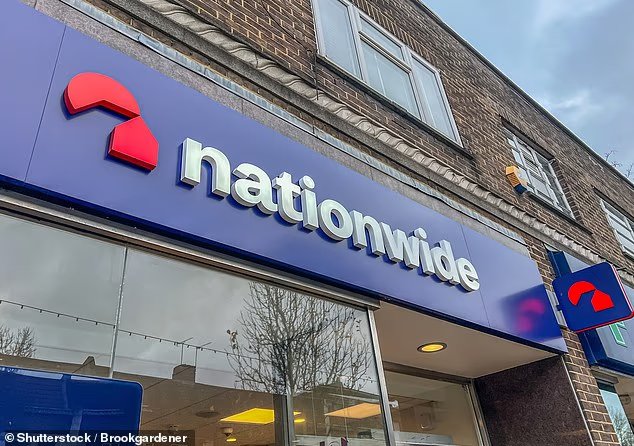 nationwide
©Shutterstock / Brookgardener